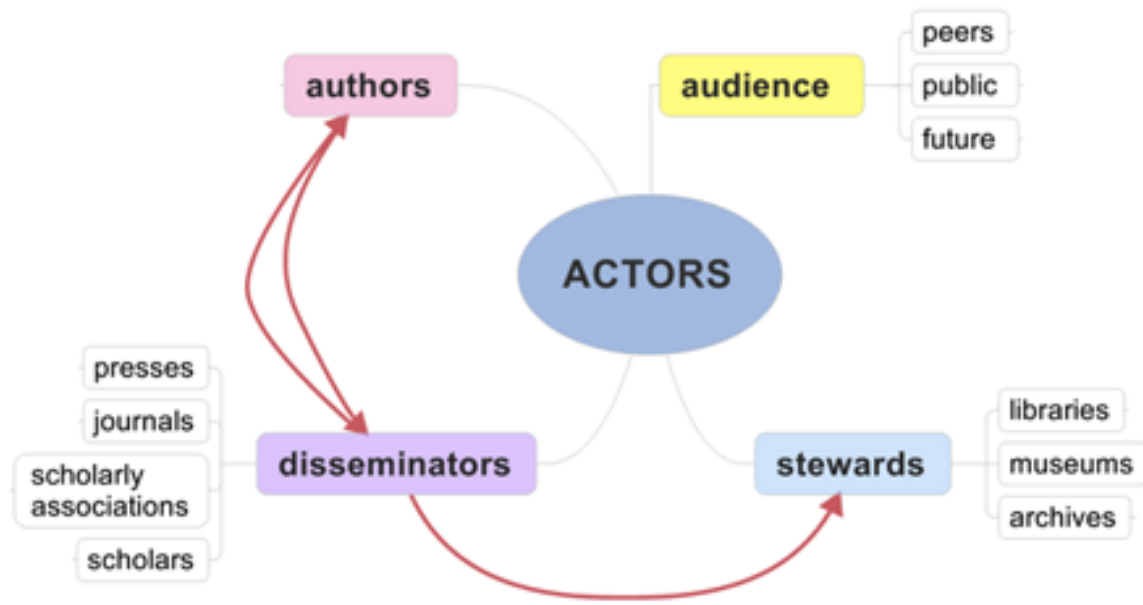 authors
audience
peers
public
future
ACTORS
presses
journals
scholarly
associations
scholars
disseminators
stewards
libraries
museums
archives